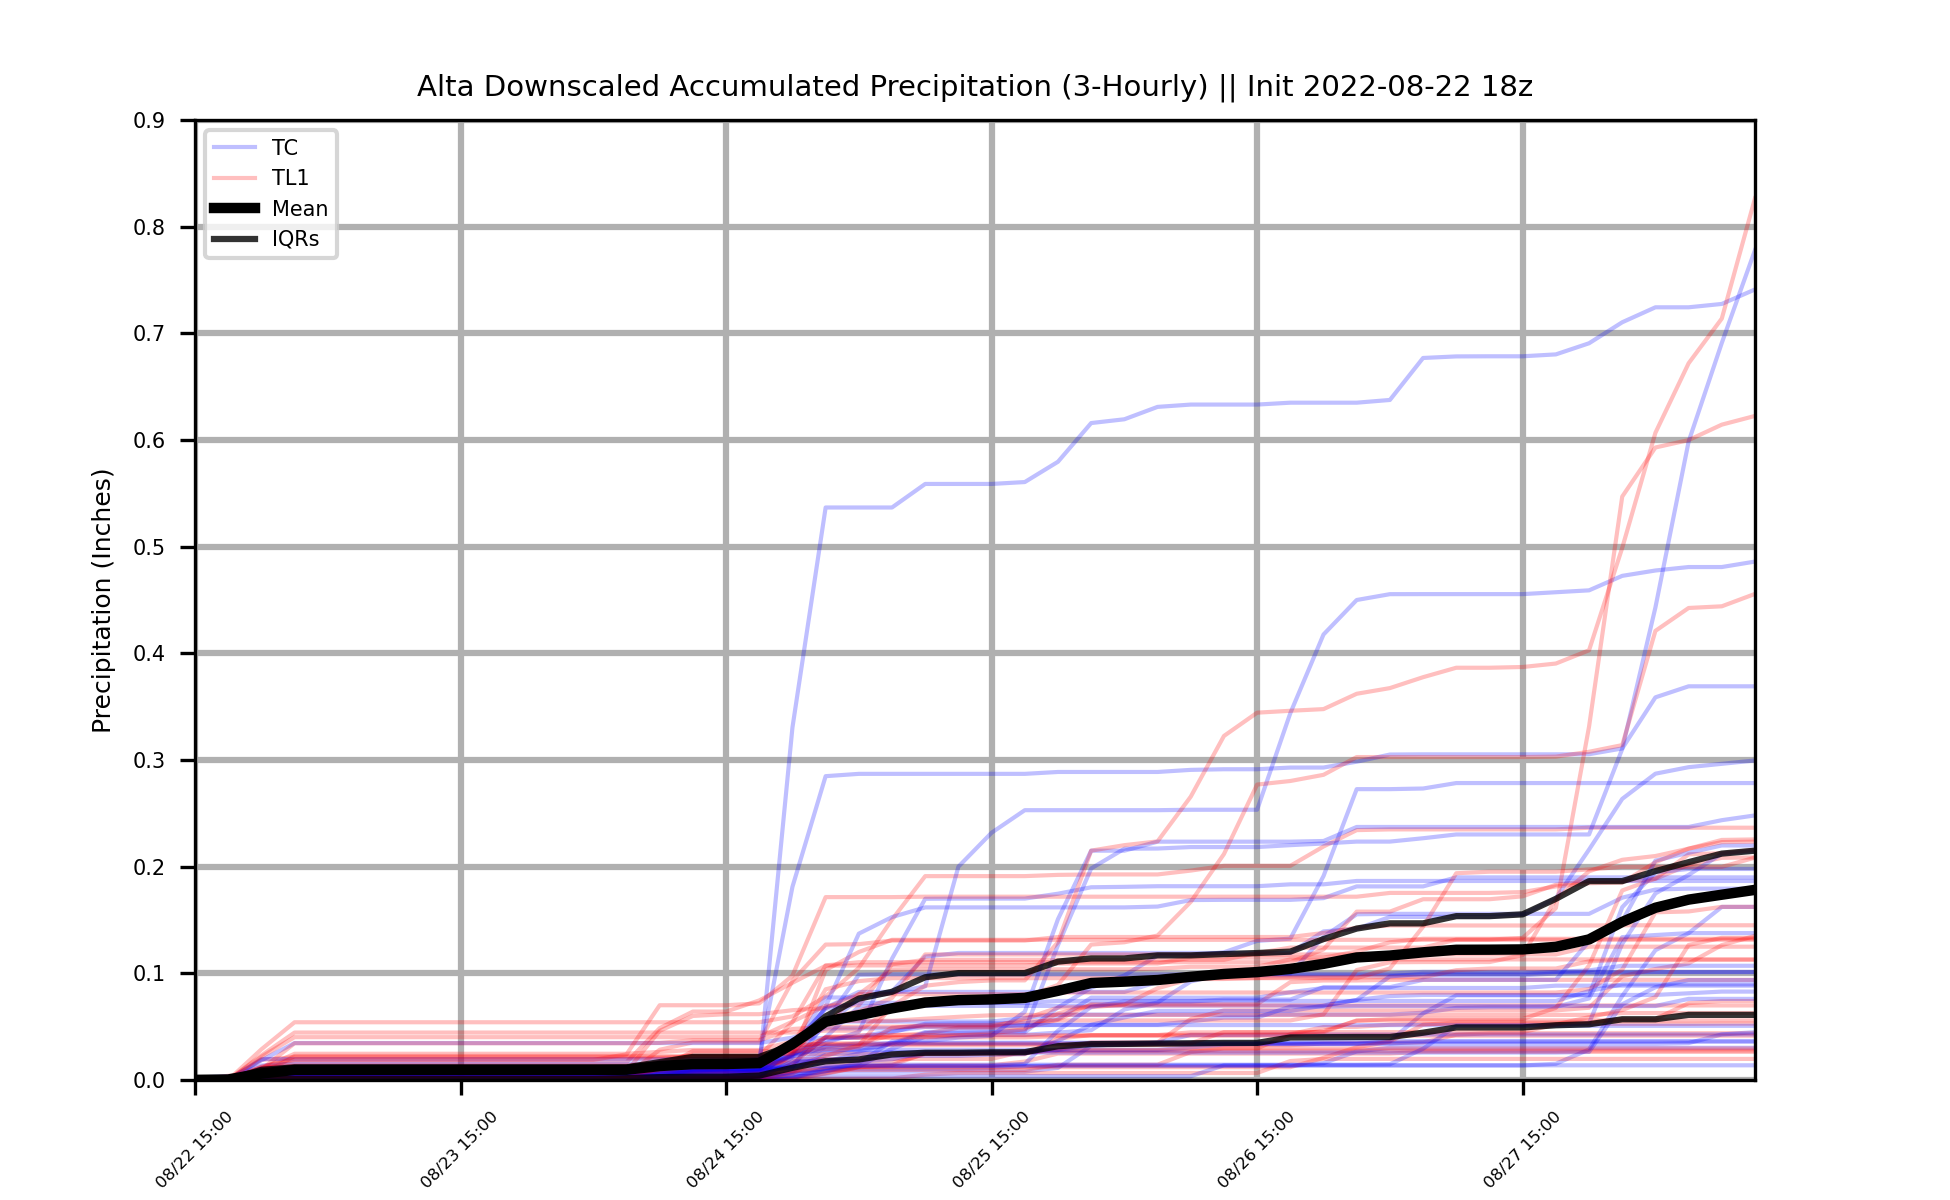 Alta Downscaled Accumulated Precipitation (3-Hourly) || Init 2022-08-22 18z
TC
TL1
Mean
IQRs
Precipitation (Inches)
0.9
0.8
0.7
0.6
0.5
0.4
0.3
0.2
0.1
0.0
08/22 15:00
08/23 15:00
08/24 15:00
08/25 15:00
08/26 15:00
08/27 15:00